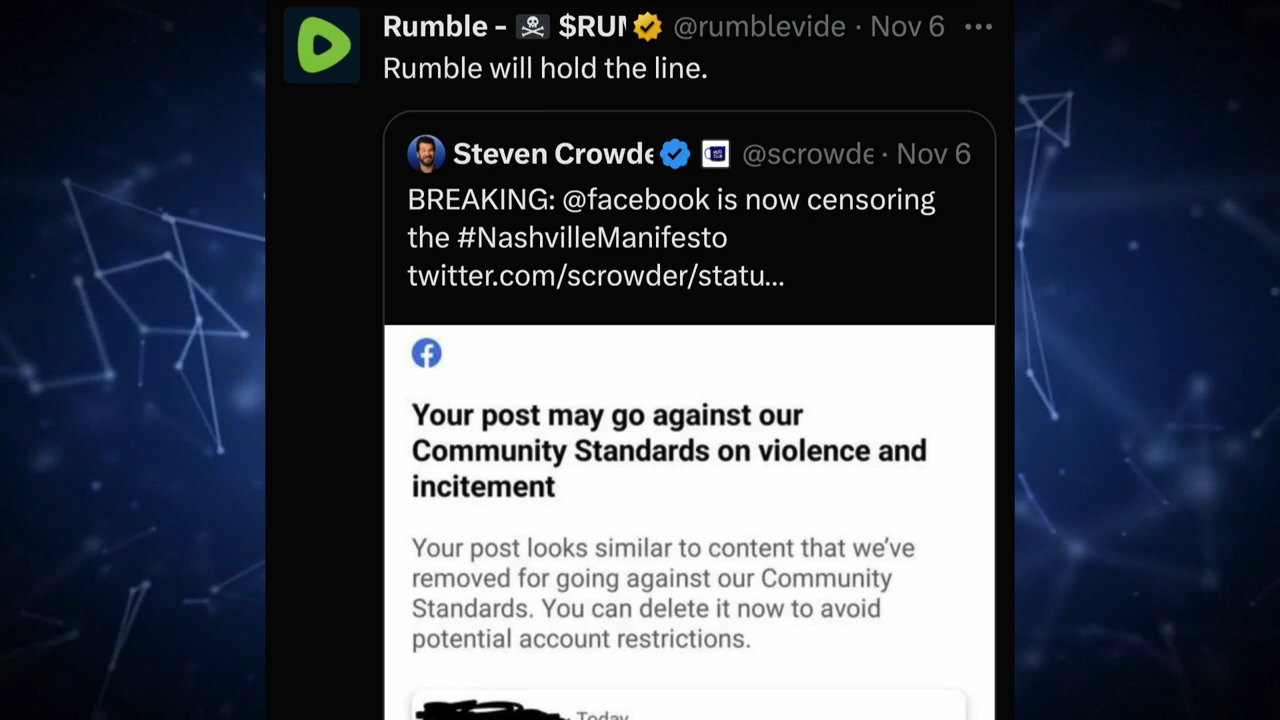 Rumble - ☠ $RUM @rumblevide · Nov 6 ...
Rumble will hold the line.
Steven Crowde @scrowde · Nov 6
BREAKING: @facebook is now censoring
the #NashvilleManifesto
twitter.com/scrowder/statu...
Your post may go against our
Community Standards on violence and
incitement
Your post looks similar to content that we've
removed for going against our Community
Standards. You can delete it now to avoid
potential account restrictions.
Today